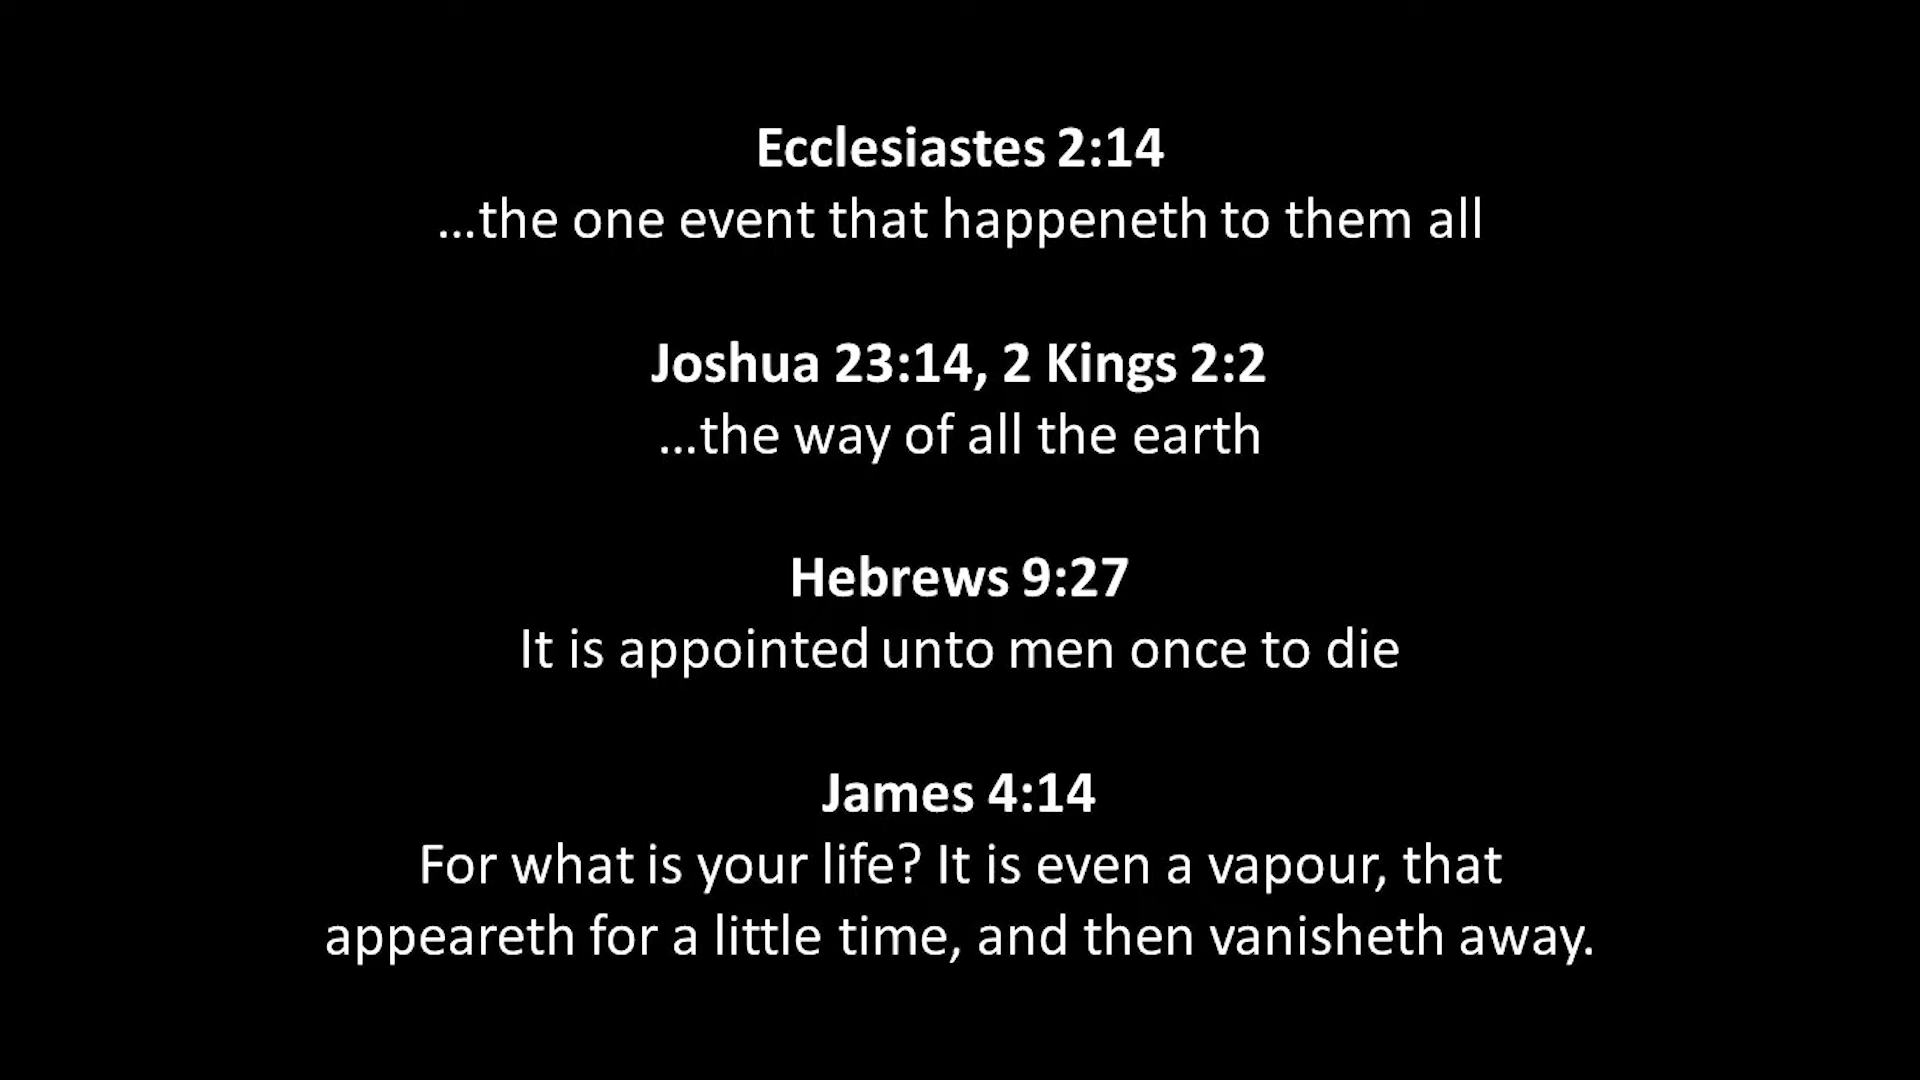 Ecclesiastes 2:14
...the one event that happeneth to them all
Joshua 23:14, 2 Kings 2:2
...the way of all the earth
Hebrews 9:27
It is appointed unto men once to die
James 4:14
For what is your life? It is even a vapour, that
appeareth for a little time, and then vanisheth away.